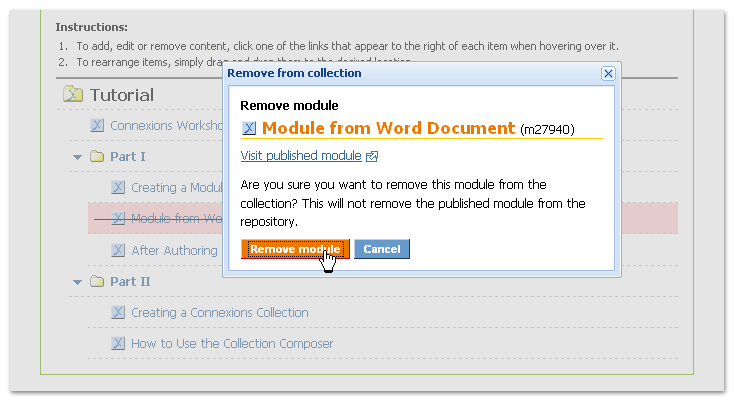 Instructions:
1. To add, edit or remove content, click one of the links that appear to the right of each item when hovering over it.
2. To rearrange items, simply drag and drop them to the desired location.
Remove from collection
Remove module
Module from Word Document (m27940)
Visit published module
Are you sure you want to remove this module from the
collection? This will not remove the published module from the
repository.
Remove module Cancel
Tutorial
Connexions Worksho
Part I
Creating a Modul
Module from Wo
After Authoring
Part II
Creating a Connexions Collection
How to Use the Collection Composer